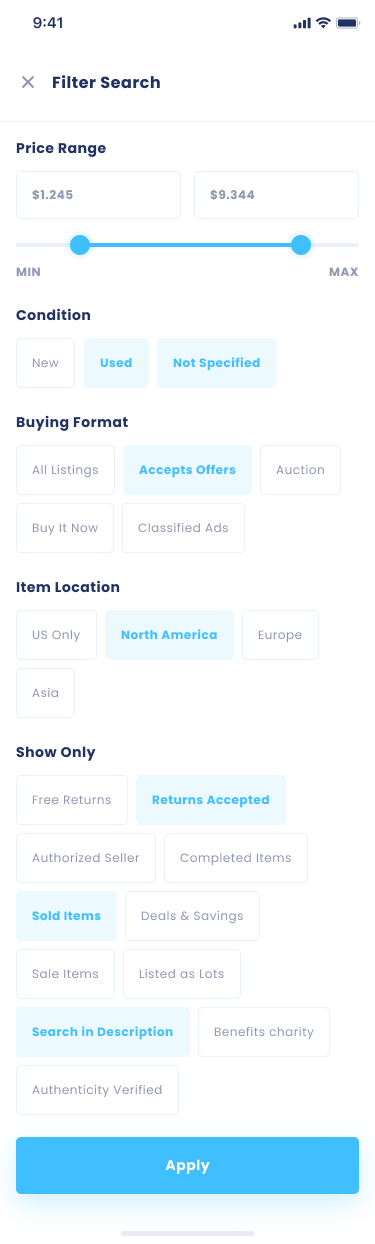 9:41
Filter Search
Price Range
$1.245 $9.344
MIN MAX
Condition
New Used Not Specified
Buying Format
All Listings Accepts Offers Auction
Buy It Now Classified Ads
Item Location
US Only North America Europe
Asia
Show Only
Free Returns Returns Accepted
Authorized Seller Completed Items
Sold Items Deals & Savings
Sale Items Listed as Lots
Search in Description Benefits charity
Authenticity Verified
Apply